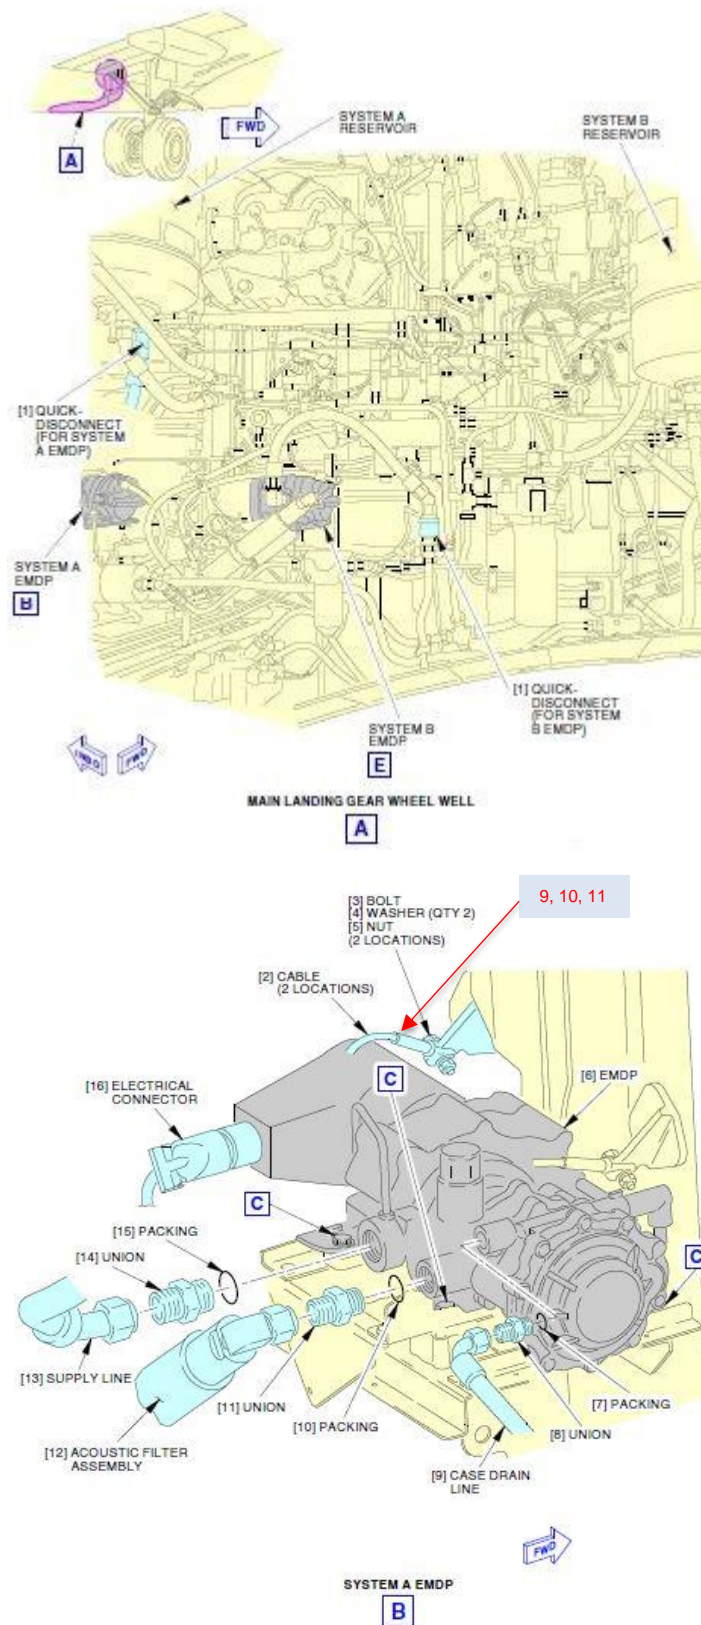 SYSTEM A
RESERVOIR
SYSTEM B
RESERVOIR
FWD
A
[1] QUICK-
DISCONNECT
(FOR SYSTEM
A EMDP)
SYSTEM A
EMDP
B
[1] QUICK-
DISCONNECT
(FOR SYSTEM
B EMDP)
SYSTEM B
EMDP
E
INBD
FWD
MAIN LANDING GEAR WHEEL WELL
A
[3] BOLT
[4] WASHER (QTY 2)
[5] NUT
(2 LOCATIONS)
9, 10, 11
[2] CABLE
(2 LOCATIONS)
[6] EMDP
C
[16] ELECTRICAL
CONNECTOR
C
[15] PACKING
[14] UNION
C
[13] SUPPLY LINE
[11] UNION
[10] PACKING
[7] PACKING
[8] UNION
[12] ACOUSTIC FILTER
ASSEMBLY
[9] CASE DRAIN
LINE
FWD
SYSTEM A EMDP
B